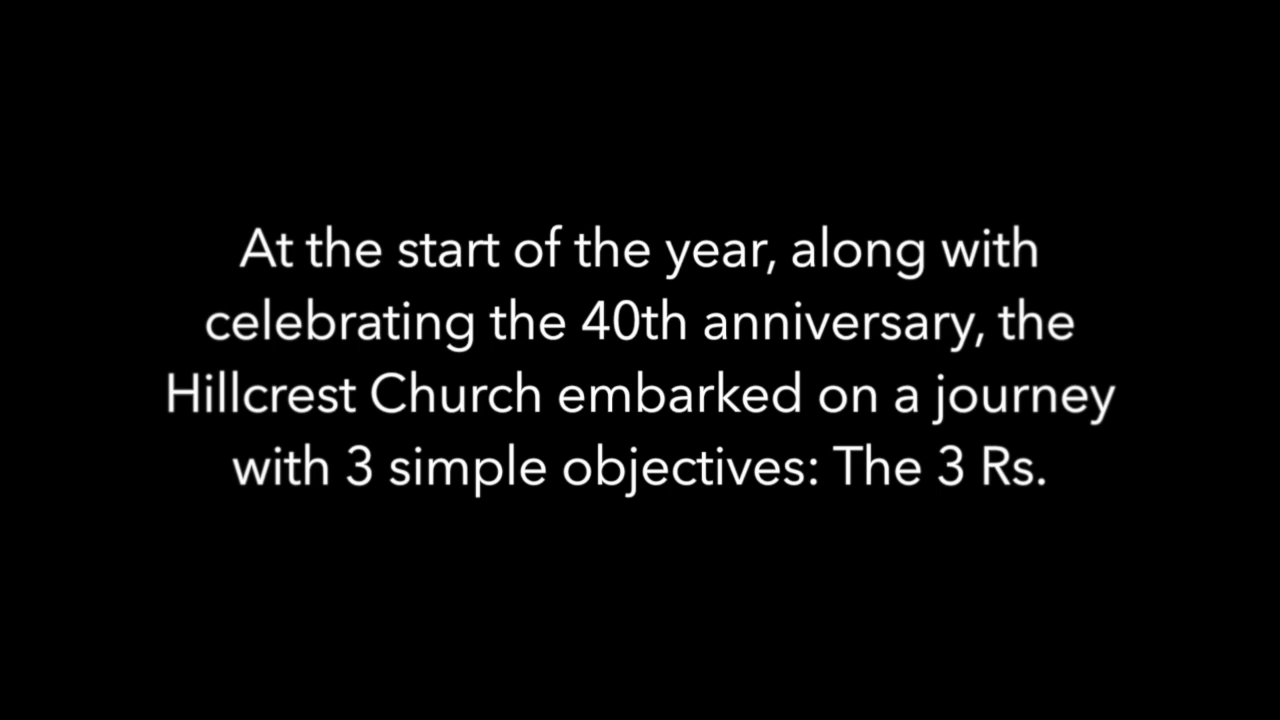 At the start of the year, along with
celebrating the 40th anniversary, the
Hillcrest Church embarked on a journey
with 3 simple objectives: The 3 Rs.